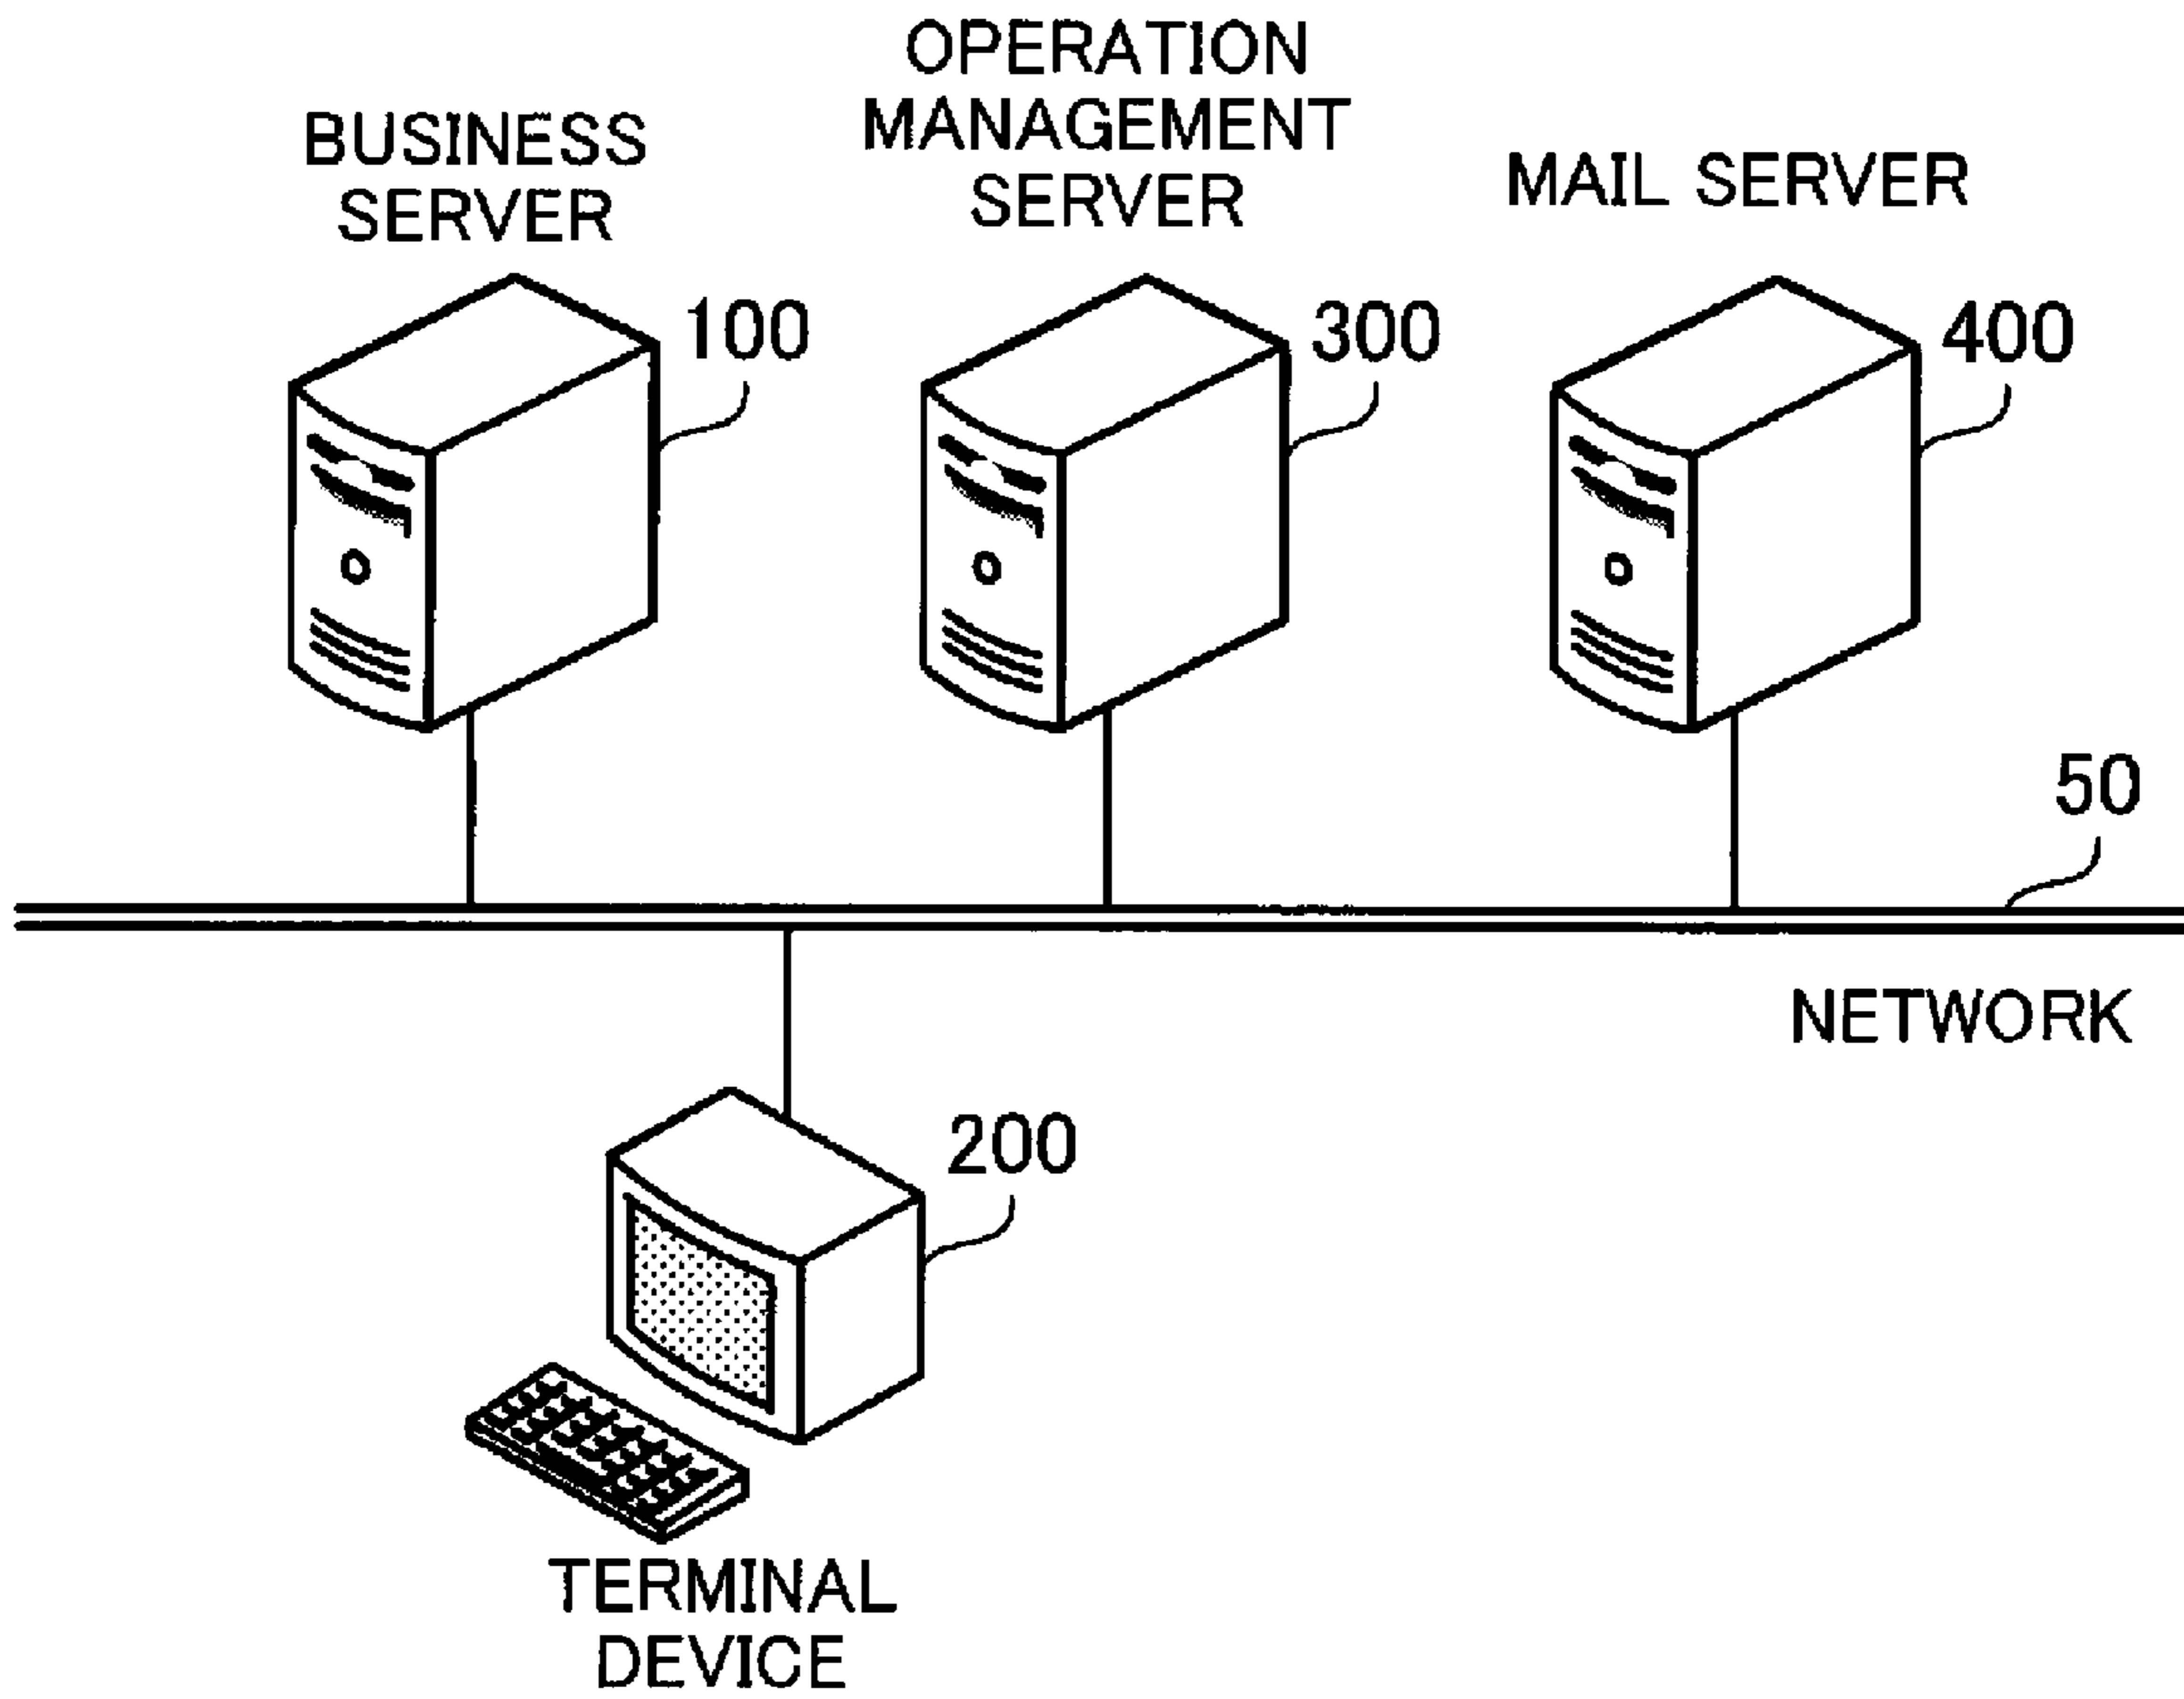 OPERATION
MANAGEMENT
SERVER
BUSINESS
SERVER
MAIL SERVER
100
300
400
50
NETWORK
200
TERMINAL
DEVICE